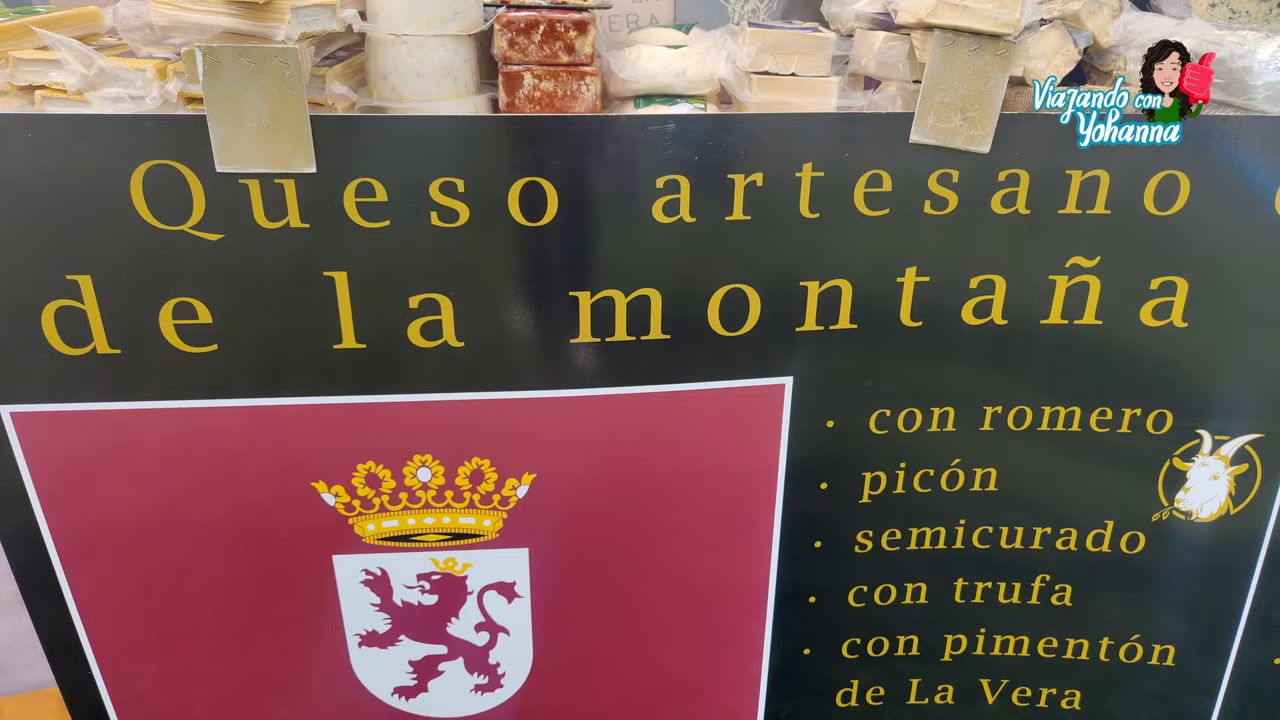 VERA
Viajando con
Yohanna
Queso artesano
de la montaña
· con romero
· picón
· semicurado
· con trufa
· con pimentón
de La Vera